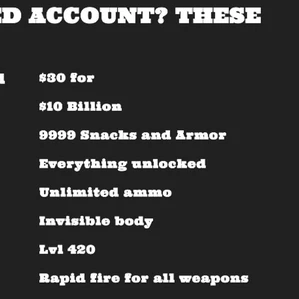 ED ACCOUNT? THESE
$30 for
$10 Billion
9999 Snacks and Armor
Everything unlocked
Unlimited ammo
Invisible body
Lvl 420
Rapid fire for all weapons